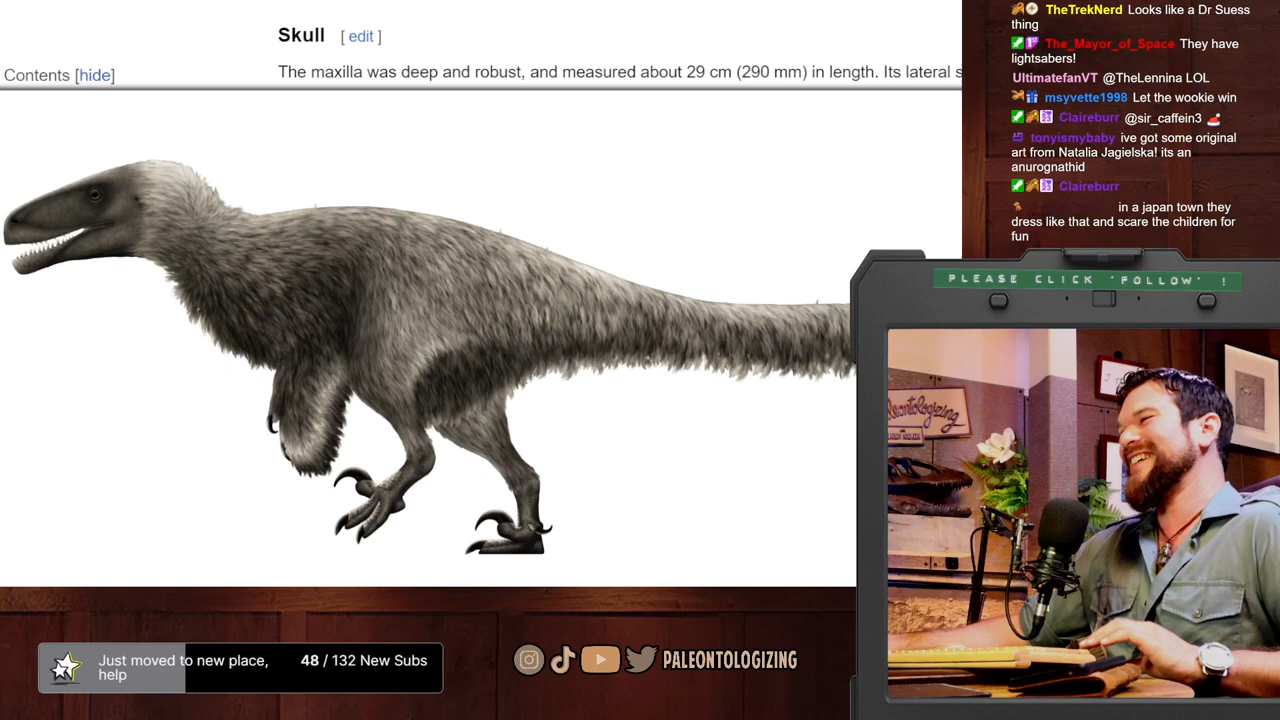 Skull [ edit ]
Contents [hide]
The maxilla was deep and robust, and measured about 29 cm (290 mm) in length. Its lateral s
TheTrekNerd Looks like a Dr Suess
thing
The_Mayor_of_Space They have
lightsabers!
UltimatefanVT @TheLennina LOL
msyvette1998 Let the wookie win
Claireburr @sir_caffein3
tonyismybaby ive got some original
art from Natalia Jagielska! its an
anurognathid
Claireburr
in a japan town they
dress like that and scare the children for
fun
PLEASE CLICK 'FOLLOW' !
leontologizing
Just moved to new place,
help
48 / 132 New Subs
PALEONTOLOGIZING